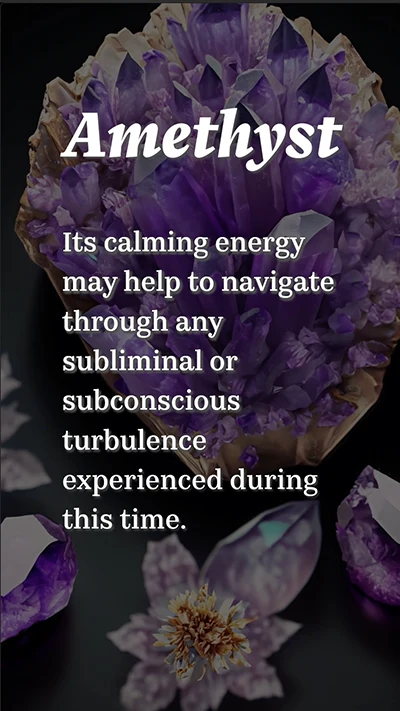 Amethyst
Its calming energy
may help to navigate
through any
subliminal or
subconscious
turbulence
experienced during
this time.